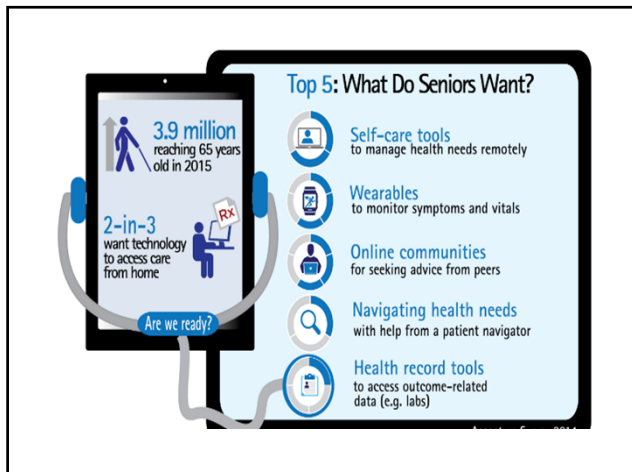 3.9 million
reaching 65 years
old in 2015
Rx
2-in-3
want technology
to access care
from home
Are we ready?
Top 5: What Do Seniors Want?
Self-care tools
to manage health needs remotely
Wearables
to monitor symptoms and vitals
Online communities
for seeking advice from peers
Navigating health needs
with help from a patient navigator
Health record tools
to access outcome-related
data (e.g. labs)